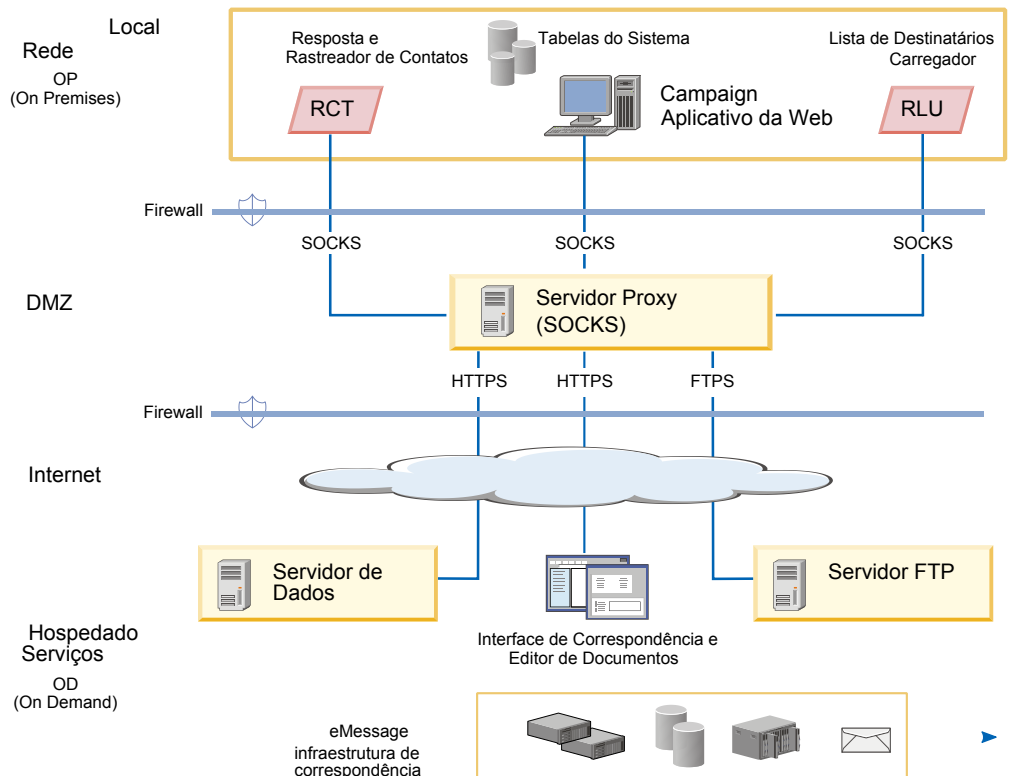 Local
Rede
OP
(On Premises)
Resposta e
Rastreador de Contatos
Tabelas do Sistema
Lista de Destinatários
Carregador
RCT
Campaign
Aplicativo da Web
RLU
Firewall
SOCKS
SOCKS
SOCKS
DMZ
Servidor Proxy
(SOCKS)
HTTPS
HTTPS
FTPS
Firewall
Internet
Servidor de
Dados
Servidor FTP
Interface de Correspondência e
Editor de Documentos
Hospedado
Serviços
OD
(On Demand)
eMessage
infraestrutura de
correspondência